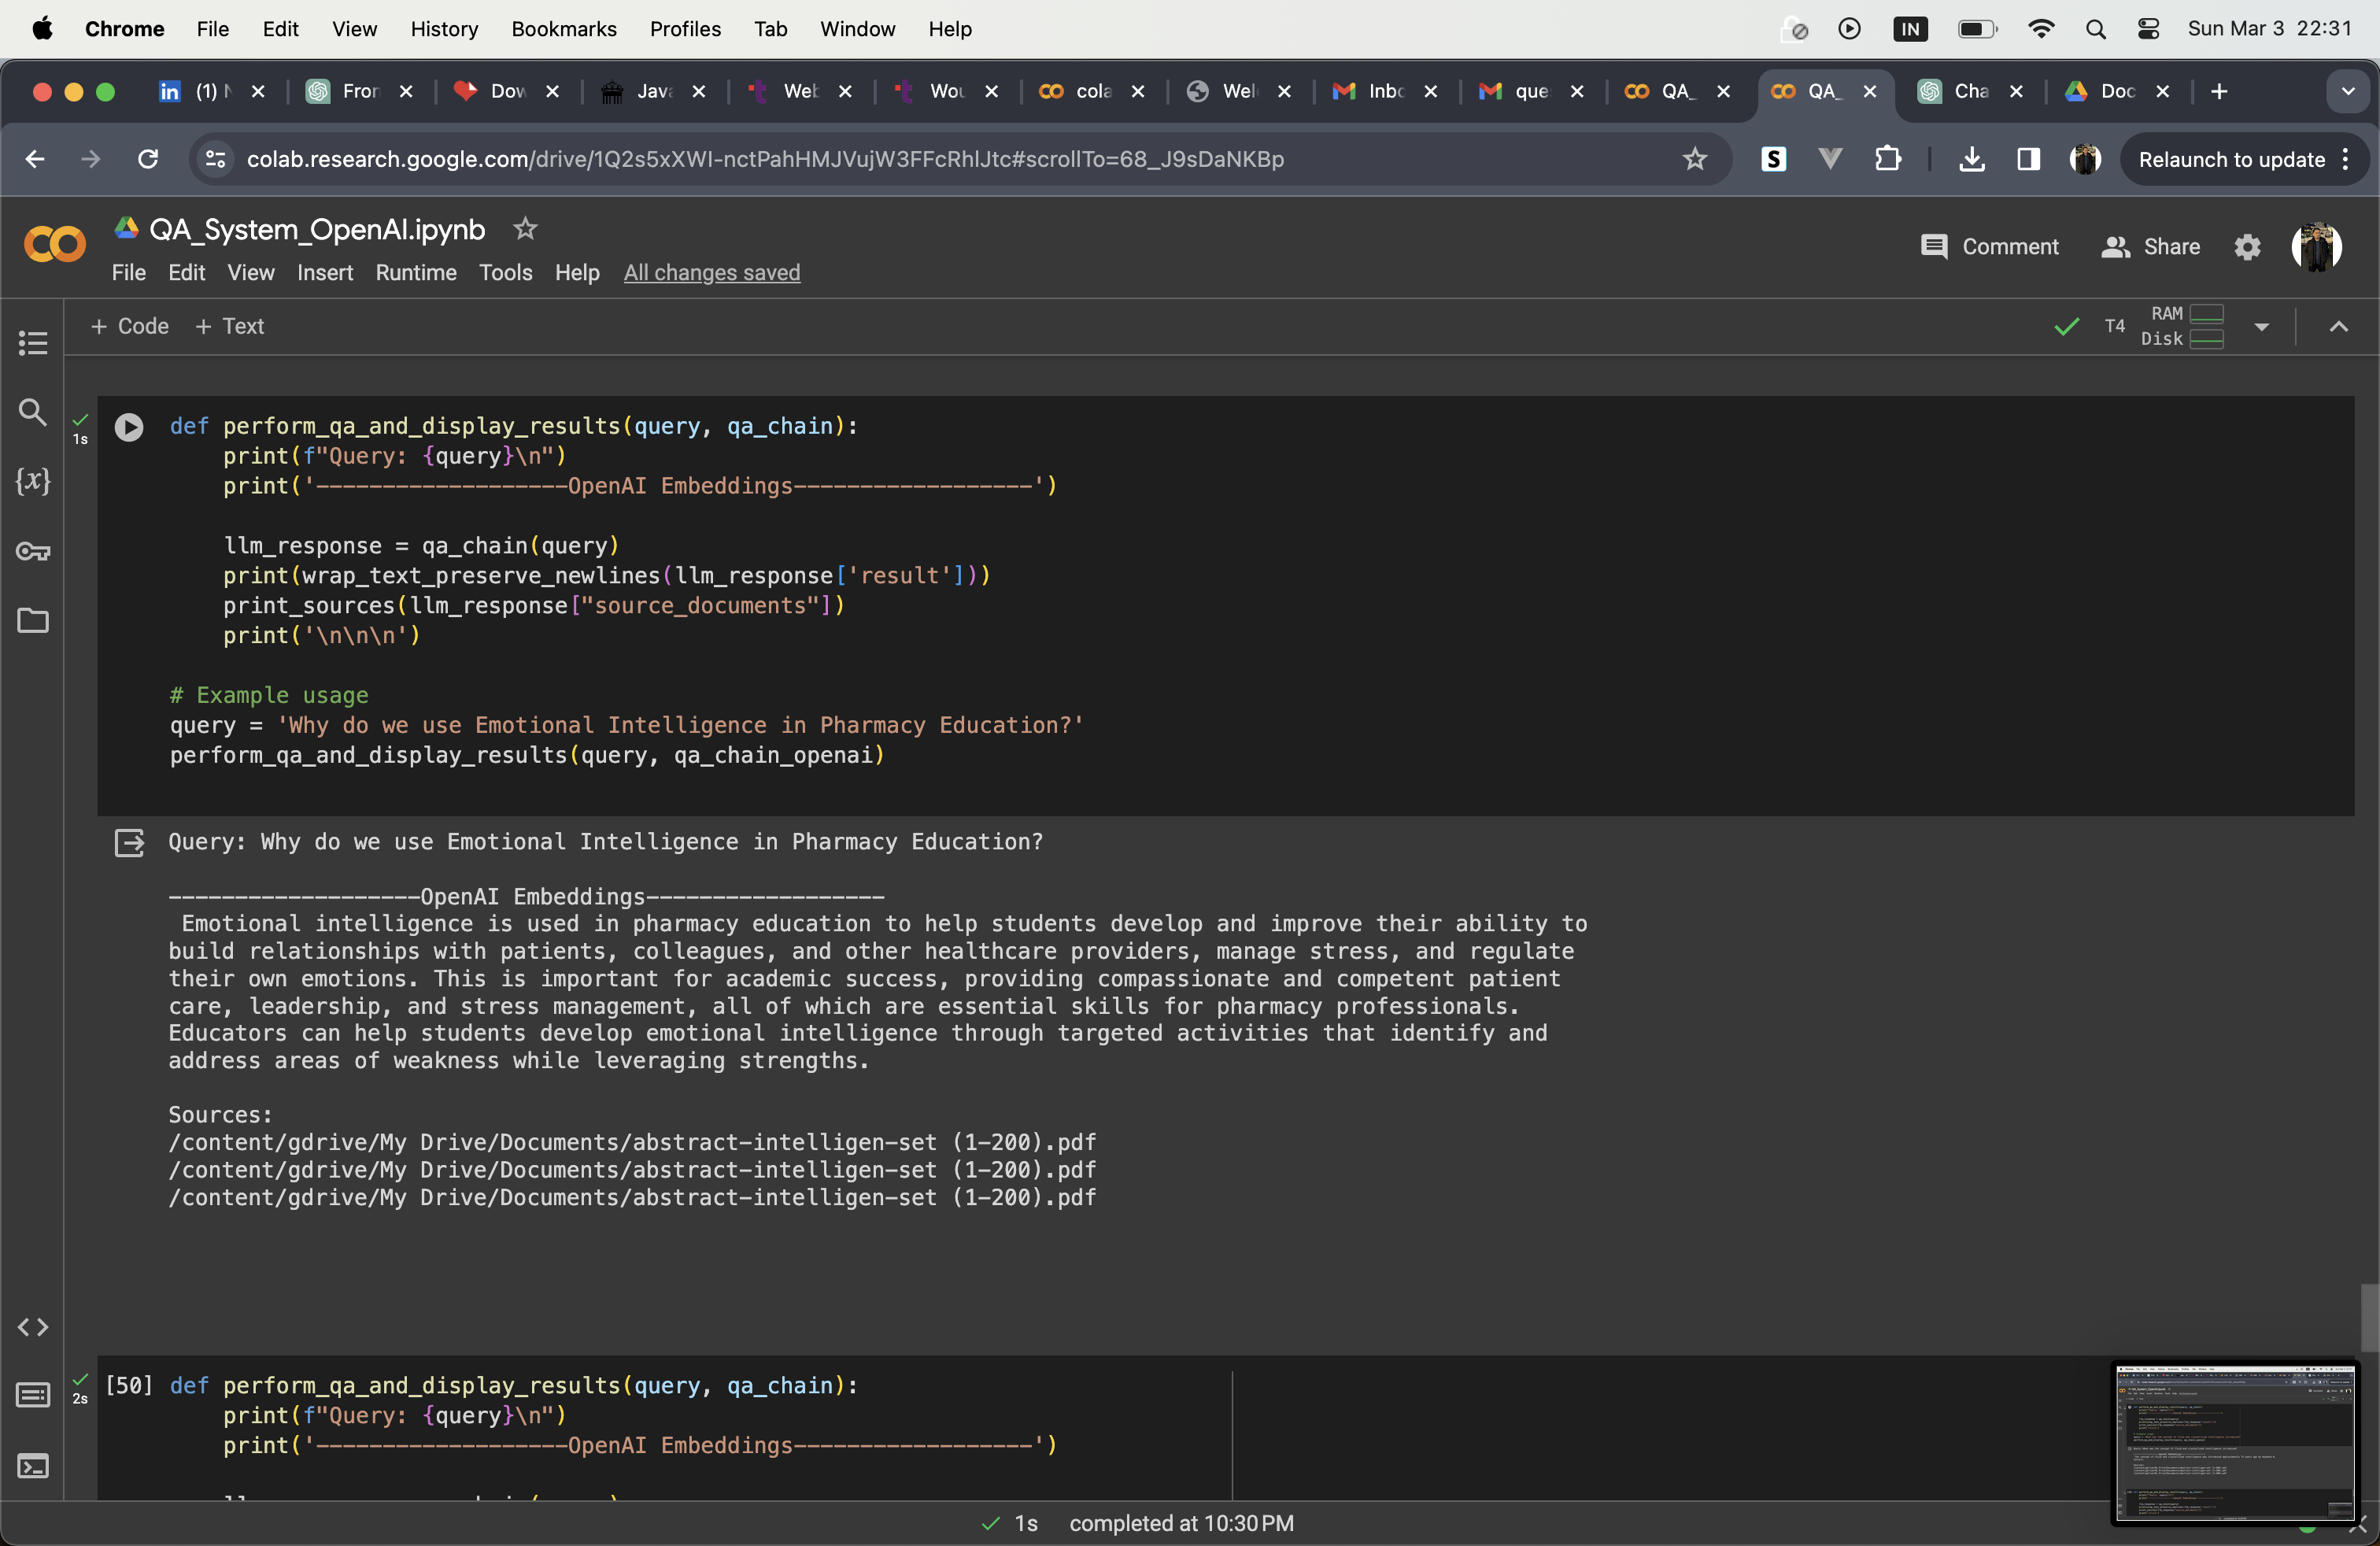 Chrome File Edit View History Bookmarks Profiles Tab Window Help IN Sun Mar 3 22:31
(1) N Fron Dow Java Web Wou cola Wel Inbo que QA_ QA_ Cha Doc
colab.research.google.com/drive/1Q2s5xXWI-nctPahHMJVujW3FFcRhlJtc#scrollTo=68_J9sDaNKBp S Relaunch to update
QA_System_OpenAI.ipynb
File Edit View Insert Runtime Tools Help All changes saved
Comment Share
+ Code + Text
T4 RAM
Disk
1s
def perform_qa_and_display_results(query, qa_chain):
print(f"Query: {query}\n")
print('-------------------OpenAI Embeddings------------------')
llm_response = qa_chain(query)
print(wrap_text_preserve_newlines(llm_response['result']))
print_sources(llm_response["source_documents"])
print('\n\n\n')
# Example usage
query = 'Why do we use Emotional Intelligence in Pharmacy Education?'
perform_qa_and_display_results(query, qa_chain_openai)
Query: Why do we use Emotional Intelligence in Pharmacy Education?
-------------------OpenAI Embeddings------------------
Emotional intelligence is used in pharmacy education to help students develop and improve their ability to
build relationships with patients, colleagues, and other healthcare providers, manage stress, and regulate
their own emotions. This is important for academic success, providing compassionate and competent patient
care, leadership, and stress management, all of which are essential skills for pharmacy professionals.
Educators can help students develop emotional intelligence through targeted activities that identify and
address areas of weakness while leveraging strengths.
Sources:
/content/gdrive/My Drive/Documents/abstract-intelligen-set (1-200).pdf
/content/gdrive/My Drive/Documents/abstract-intelligen-set (1-200).pdf
/content/gdrive/My Drive/Documents/abstract-intelligen-set (1-200).pdf
2s
[50] def perform_qa_and_display_results(query, qa_chain):
print(f"Query: {query}\n")
print('-------------------OpenAI Embeddings------------------')
1s completed at 10:30 PM